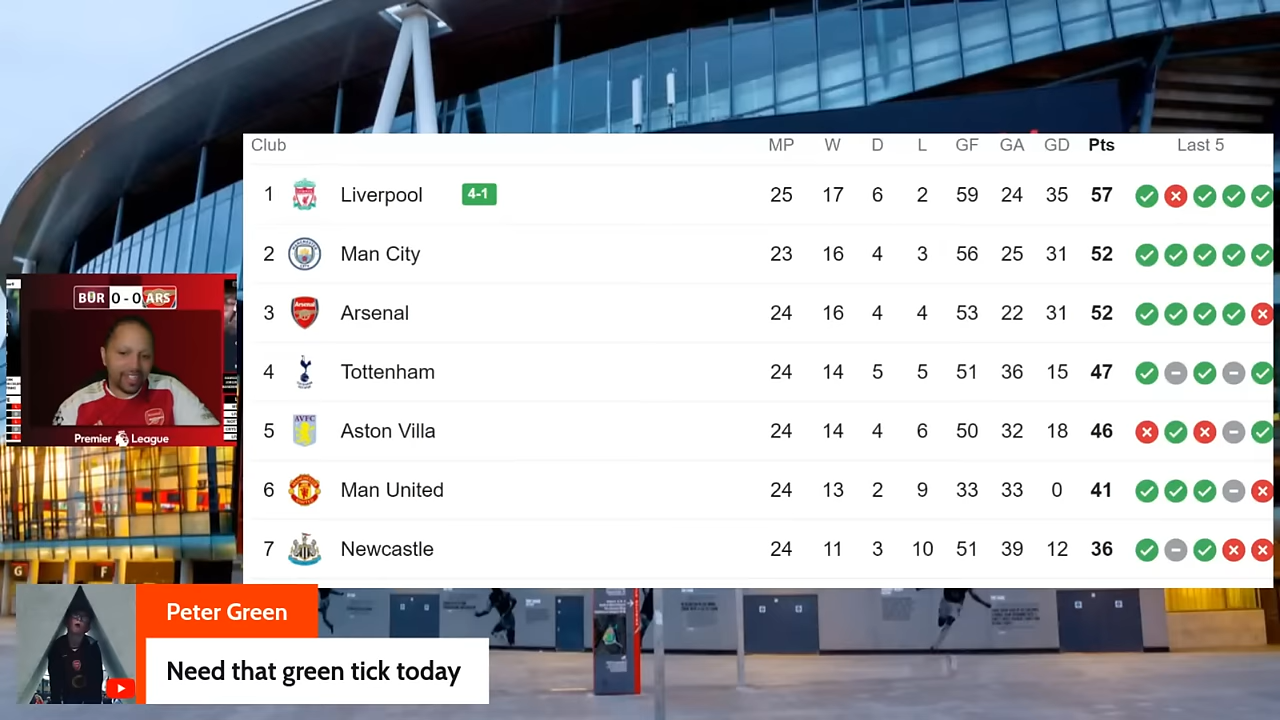 Club MP W D L GF GA GD Pts Last 5
1 Liverpool 4-1 25 17 6 2 59 24 35 57
2 Man City 23 16 4 3 56 25 31 52
3 Arsenal 24 16 4 4 53 22 31 52
4 Tottenham 24 14 5 5 51 36 15 47
5 AVFC Aston Villa 24 14 4 6 50 32 18 46
6 Man United 24 13 2 9 33 33 0 41
7 Newcastle 24 11 3 10 51 39 12 36
BUR 0 - 0 ARS
Premier League
G F
Peter Green
Need that green tick today